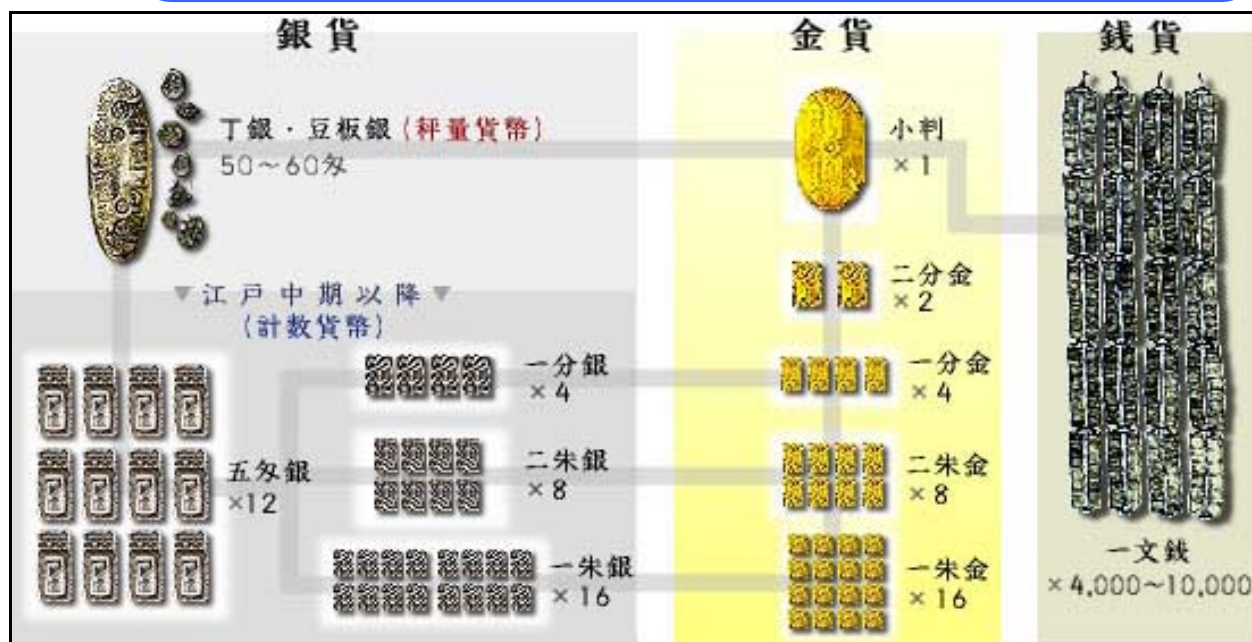 銀貨
丁銀・豆板銀(秤量貨幣)
50～60匁
▼江戸中期以降▼
(計数貨幣)
五匁銀
×12
一分銀
×4
二朱銀
×8
一朱銀
×16
金貨
小判
×1
二分金
×2
一分金
×4
二朱金
×8
一朱金
×16
銭貨
一文銭
×4,000～10,000